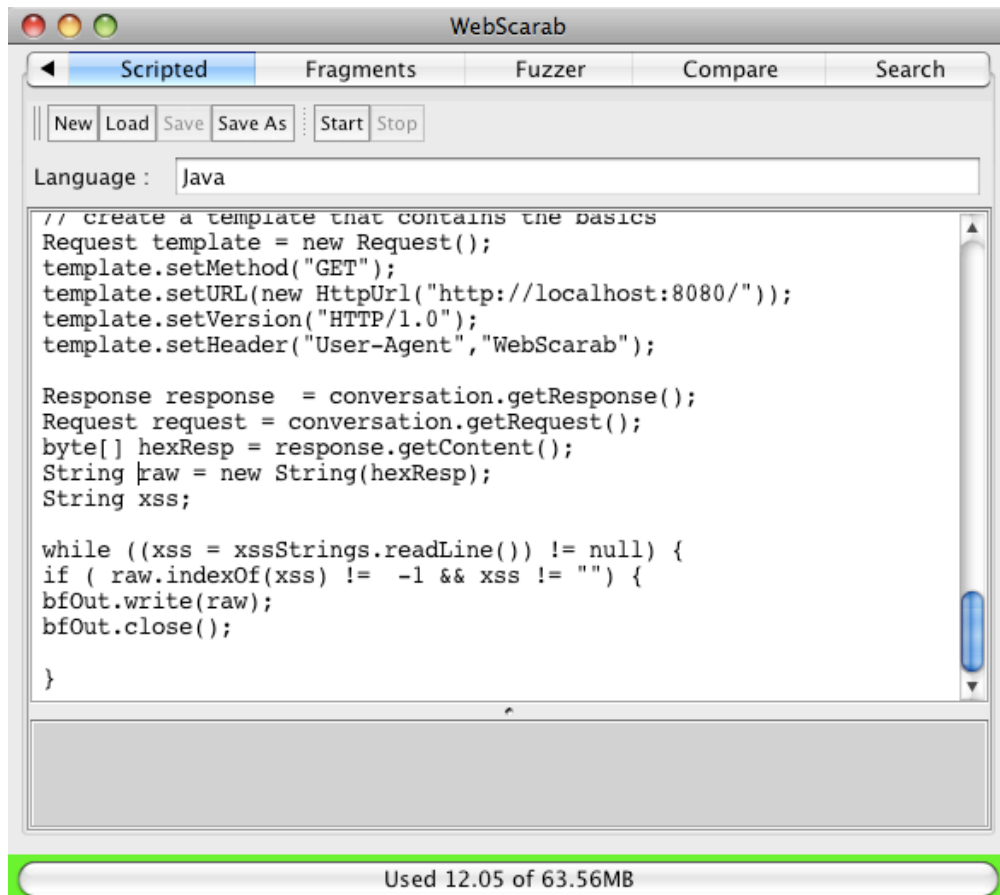 WebScarab
Scripted Fragments Fuzzer Compare Search
New Load Save Save As Start Stop
Language : Java
// create a template that contains the basics
Request template = new Request();
template.setMethod("GET");
template.setURL(new HttpUrl("http://localhost:8080/"));
template.setVersion("HTTP/1.0");
template.setHeader("User-Agent","WebScarab");
Response response  = conversation.getResponse();
Request request = conversation.getRequest();
byte[] hexResp = response.getContent();
String raw = new String(hexResp);
String xss;
while ((xss = xssStrings.readLine()) != null) {
if ( raw.indexOf(xss) !=  -1 && xss != "") {
bfOut.write(raw);
bfOut.close();
}
Used 12.05 of 63.56MB